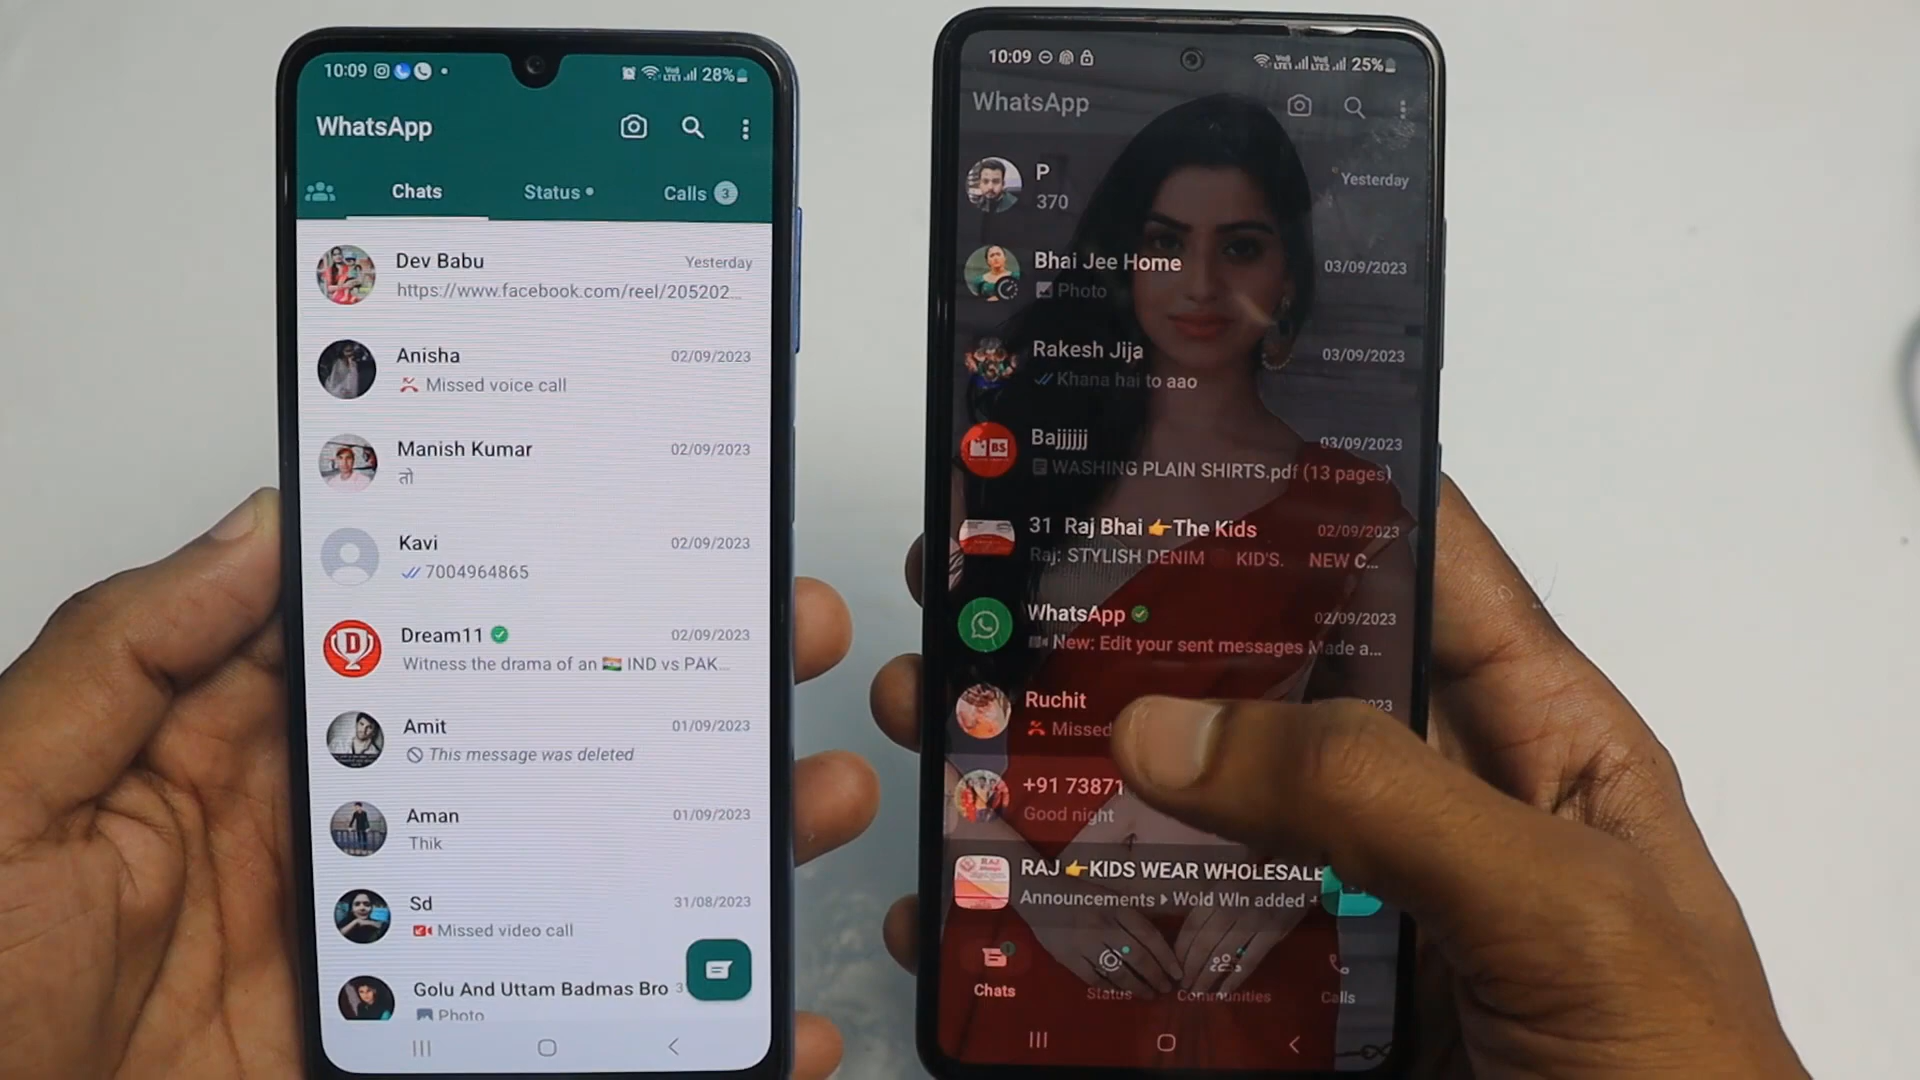 10:09
28%
WhatsApp
Chats
Status
Calls 3
Dev Babu
Yesterday
https://www.facebook.com/reel/205202...
Anisha
02/09/2023
Missed voice call
Manish Kumar
02/09/2023
तो
Kavi
02/09/2023
7004964865
Dream11
02/09/2023
Witness the drama of an 🇮🇳 IND vs PAK...
Amit
01/09/2023
This message was deleted
Aman
01/09/2023
Thik
Sd
31/08/2023
Missed video call
Golu And Uttam Badmas Bro
3
Photo
10:09
VoLTE1 VoLTE2 25%
WhatsApp
P
Yesterday
370
Bhai Jee Home
03/09/2023
Photo
Rakesh Jija
03/09/2023
Khana hai to aao
Bajjjjjj
03/09/2023
BS
WASHING PLAIN SHIRTS.pdf (13 pages)
31 Raj Bhai 👉The Kids
02/09/2023
Raj: STYLISH DENIM KID'S. NEW C...
WhatsApp
02/09/2023
New: Edit your sent messages Made a...
Ruchit
023
Missed
+91 73871
Good night
RAJ 👉KIDS WEAR WHOLESALE
Announcements ▸ Wold WIn added +
Chats
Status
Communities
Calls